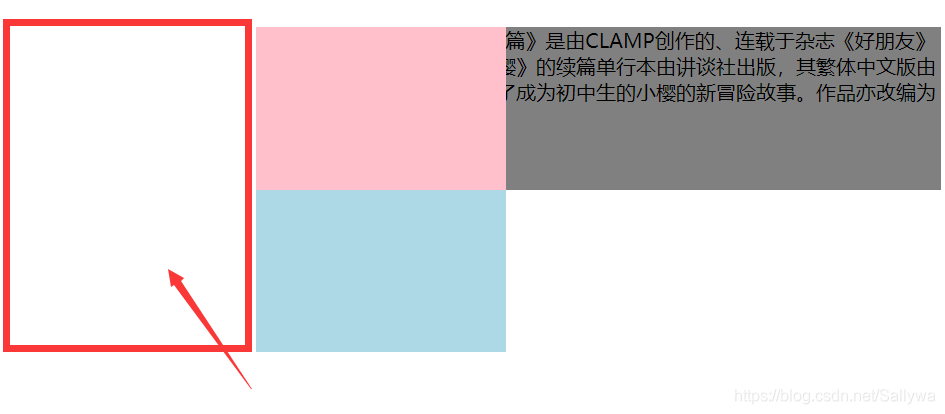 篇》是由CLAMP创作的、连载于杂志《好朋友》
》的续篇单行本由讲谈社出版，其繁体中文版由
成为初中生的小樱的新冒险故事。作品亦改编为
https://blog.csdn.net/Sallywa